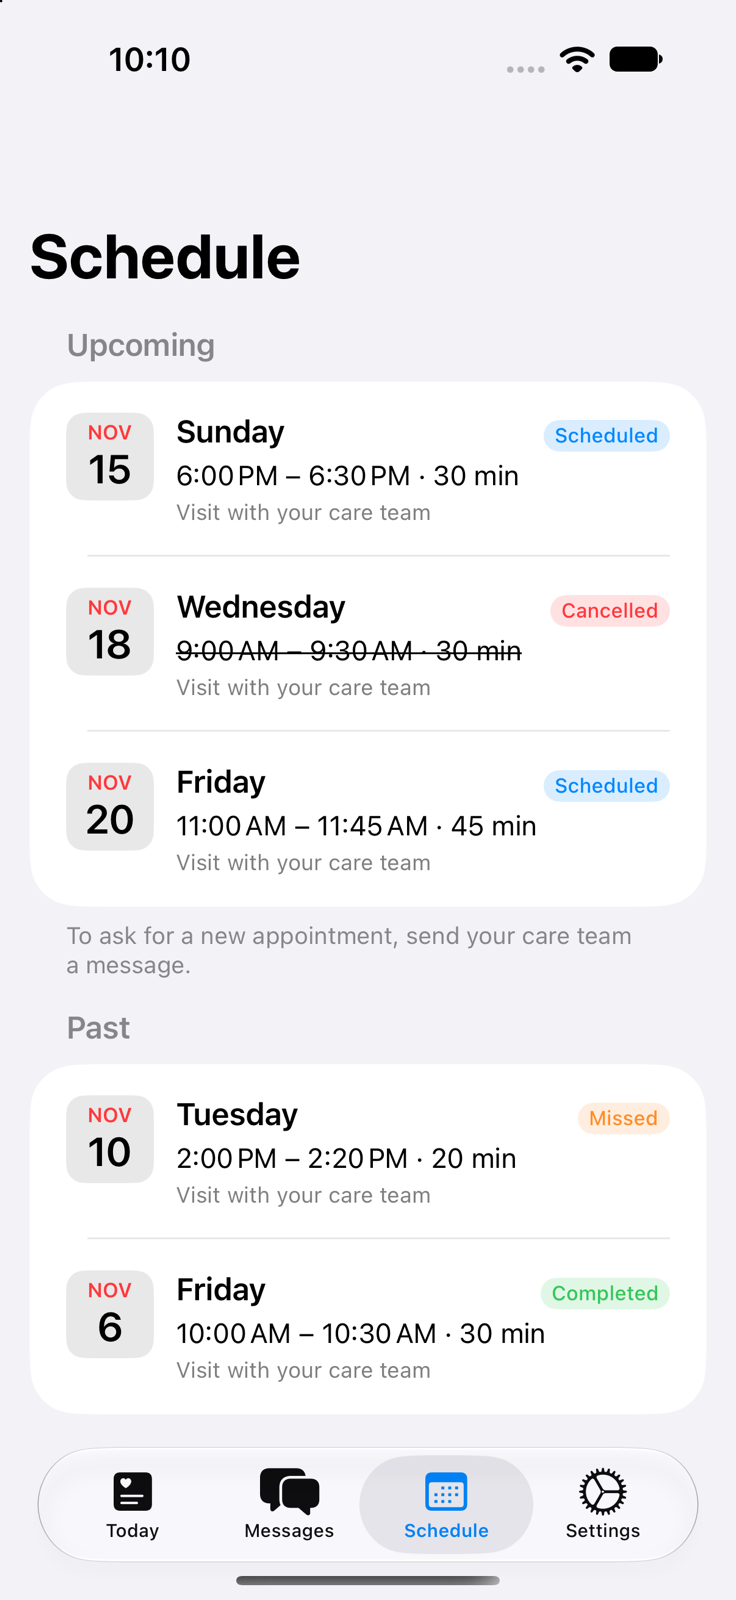 10:10
Schedule
Upcoming
NOV
15
Sunday
Scheduled
6:00 PM – 6:30 PM · 30 min
Visit with your care team
NOV
18
Wednesday
Cancelled
9:00 AM – 9:30 AM · 30 min
Visit with your care team
NOV
20
Friday
Scheduled
11:00 AM – 11:45 AM · 45 min
Visit with your care team
To ask for a new appointment, send your care team
a message.
Past
NOV
10
Tuesday
Missed
2:00 PM – 2:20 PM · 20 min
Visit with your care team
NOV
6
Friday
Completed
10:00 AM – 10:30 AM · 30 min
Visit with your care team
Today
Messages
Schedule
Settings